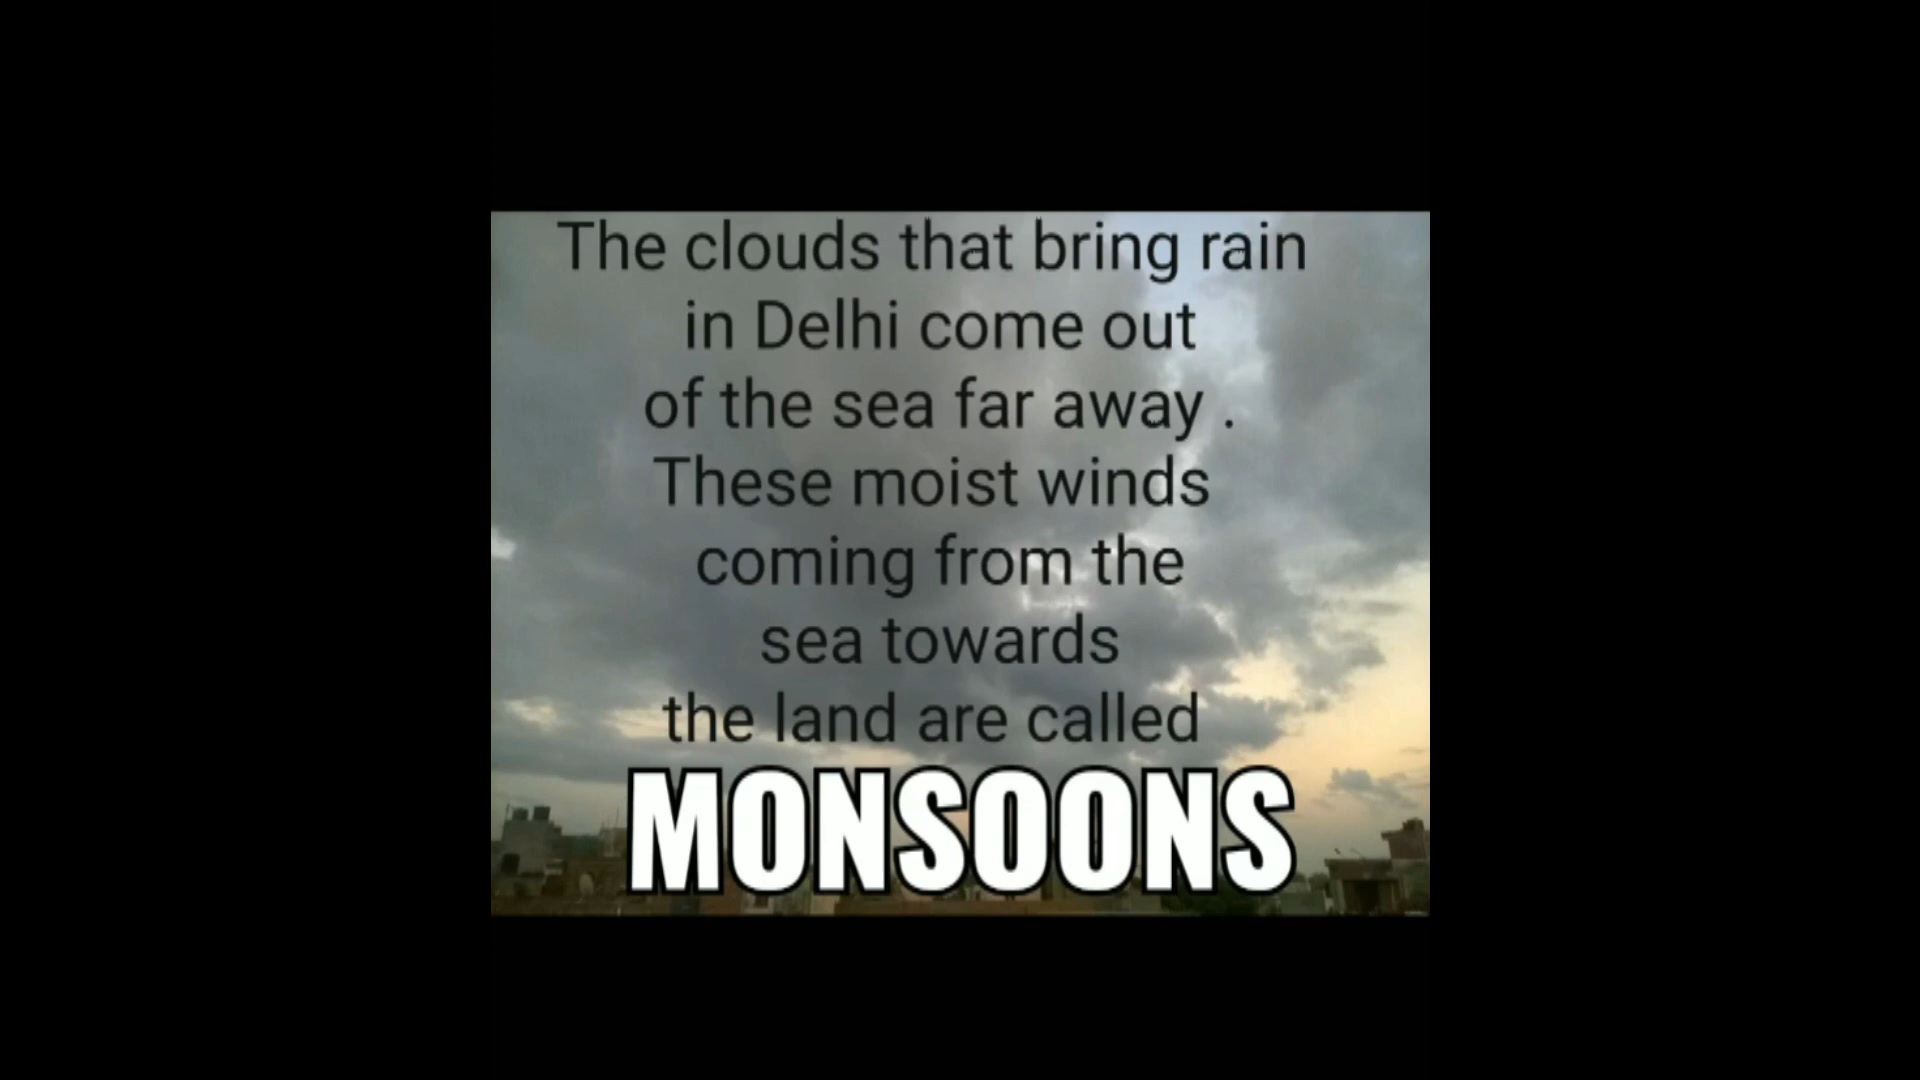 The clouds that bring rain
in Delhi come out
of the sea far away .
These moist winds
coming from the
sea towards
the land are called
MONSOONS